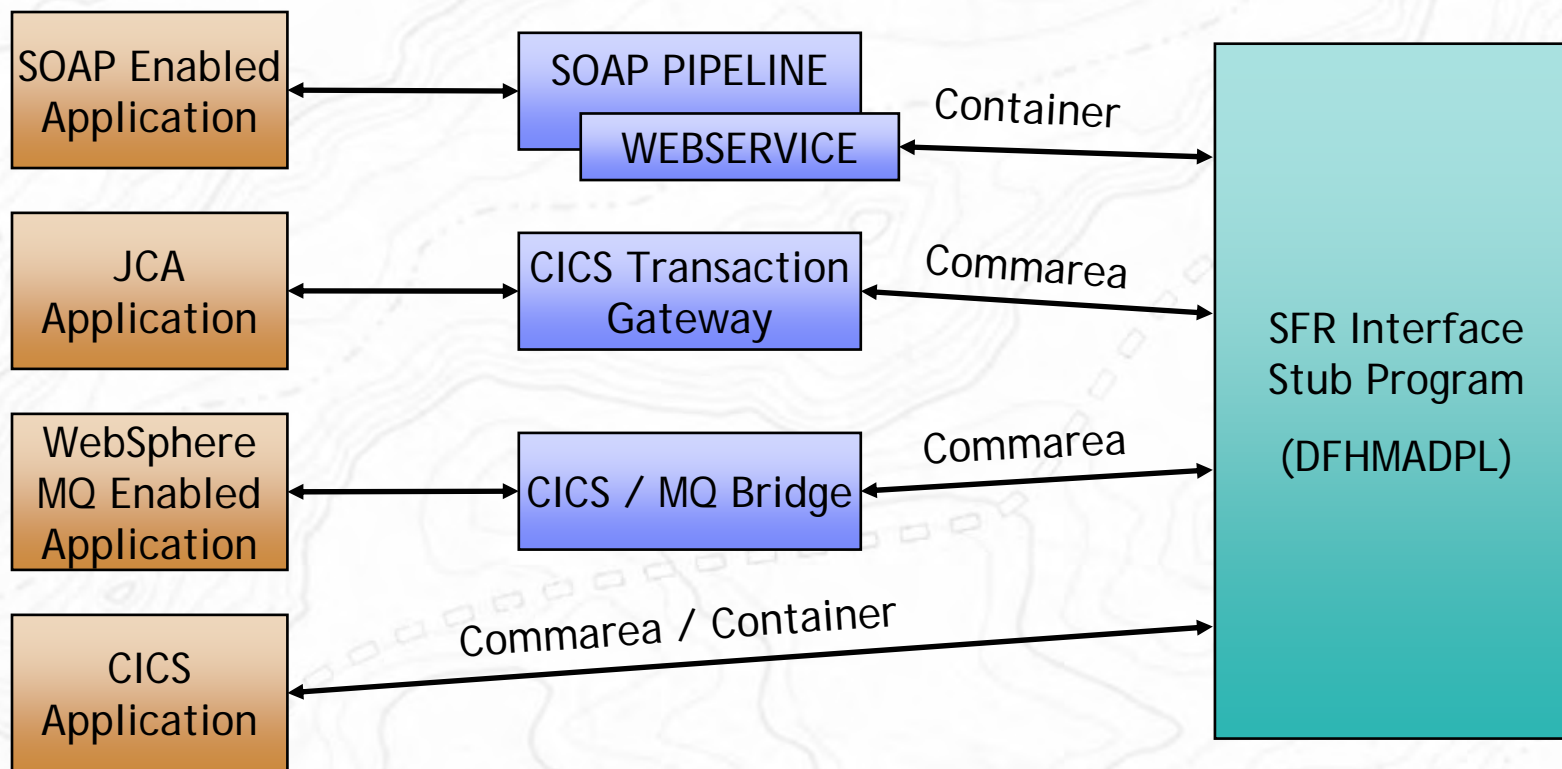 SOAP Enabled
Application
SOAP PIPELINE
WEBSERVICE
Container
JCA
Application
CICS Transaction
Gateway
Commarea
WebSphere
MQ Enabled
Application
CICS / MQ Bridge
Commarea
CICS
Application
Commarea / Container
SFR Interface
Stub Program
(DFHMADPL)